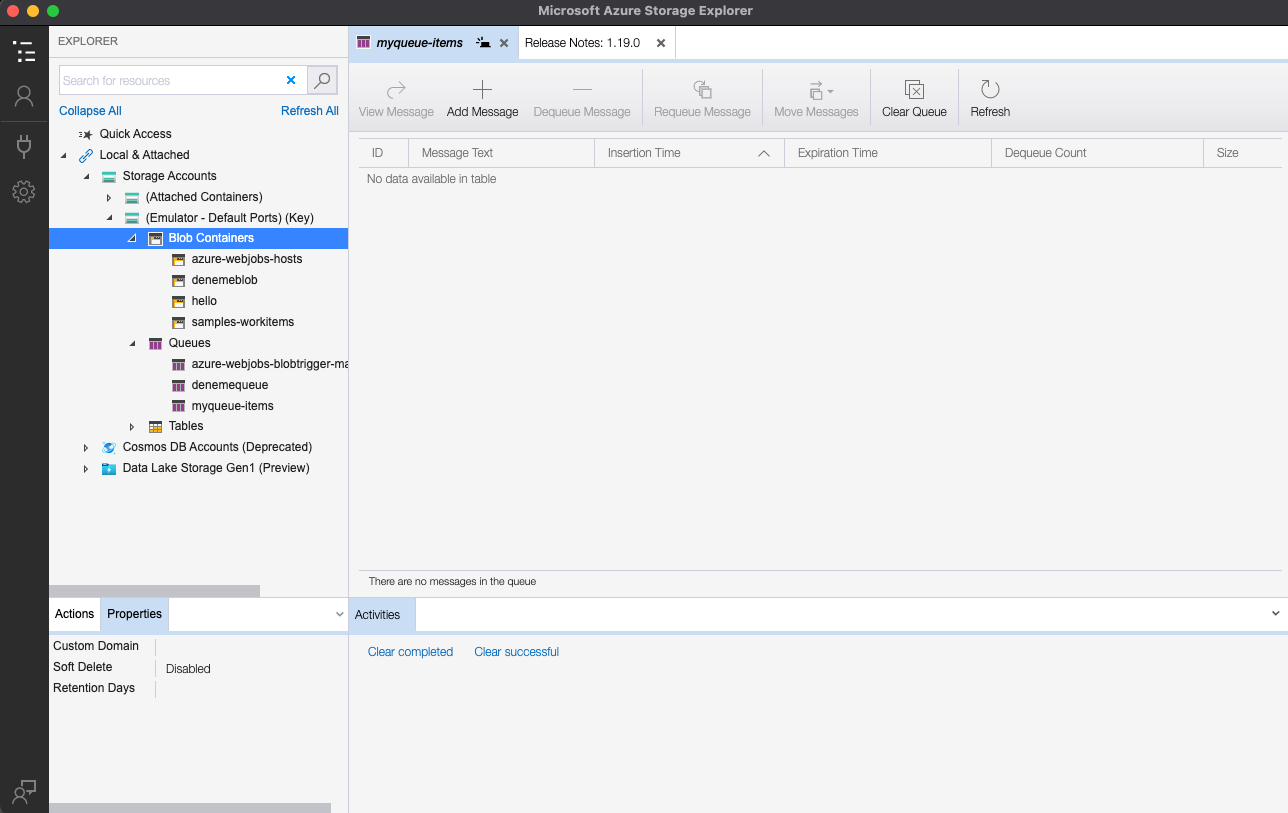 Microsoft Azure Storage Explorer
EXPLORER
Search for resources
Collapse All
Refresh All
Quick Access
Local & Attached
Storage Accounts
(Attached Containers)
(Emulator - Default Ports) (Key)
Blob Containers
azure-webjobs-hosts
denemeblob
hello
samples-workitems
Queues
azure-webjobs-blobtrigger-ma
denemequeue
myqueue-items
Tables
Cosmos DB Accounts (Deprecated)
Data Lake Storage Gen1 (Preview)
Actions
Properties
Custom Domain
Soft Delete Disabled
Retention Days
myqueue-items
Release Notes: 1.19.0
View Message
Add Message
Dequeue Message
Requeue Message
Move Messages
Clear Queue
Refresh
ID Message Text Insertion Time Expiration Time Dequeue Count Size
No data available in table
There are no messages in the queue
Activities
Clear completed
Clear successful